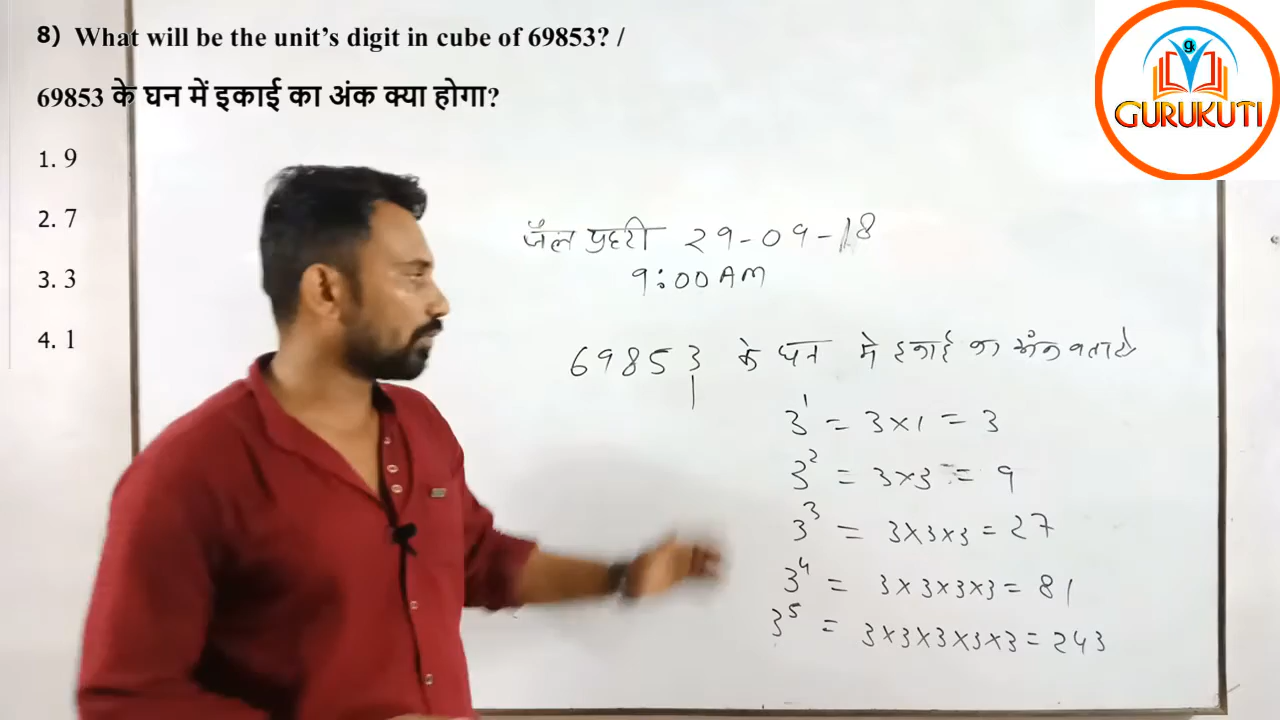 8) What will be the unit’s digit in cube of 69853? /
69853 के घन में इकाई का अंक क्या होगा?
1. 9
2. 7
3. 3
4. 1
GURUKUTI
जेल प्रहरी 29-09-18
9:00 AM
69853 के घन मे इकाई का अंक बताये
3¹ = 3×1 = 3
3² = 3×3 = 9
3³ = 3×3×3 = 27
3⁴ = 3×3×3×3 = 81
3⁵ = 3×3×3×3×3 = 243